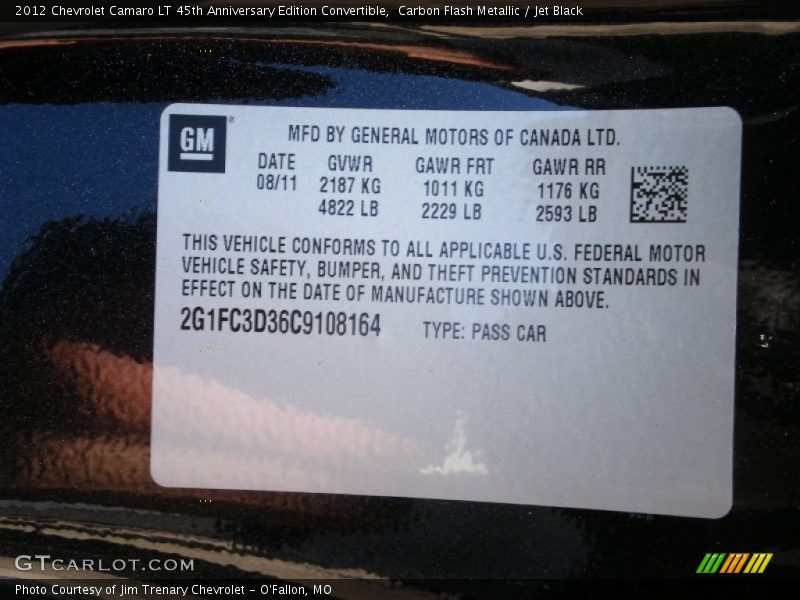 2012 Chevrolet Camaro LT 45th Anniversary Edition Convertible,  Carbon Flash Metallic / Jet Black
GM®
MFD BY GENERAL MOTORS OF CANADA LTD.
DATE GVWR GAWR FRT GAWR RR
08/11 2187 KG 1011 KG 1176 KG
4822 LB 2229 LB 2593 LB
THIS VEHICLE CONFORMS TO ALL APPLICABLE U.S. FEDERAL MOTOR
VEHICLE SAFETY, BUMPER, AND THEFT PREVENTION STANDARDS IN
EFFECT ON THE DATE OF MANUFACTURE SHOWN ABOVE.
2G1FC3D36C9108164 TYPE: PASS CAR
GTCARLOT.COM
Photo Courtesy of Jim Trenary Chevrolet - O'Fallon, MO